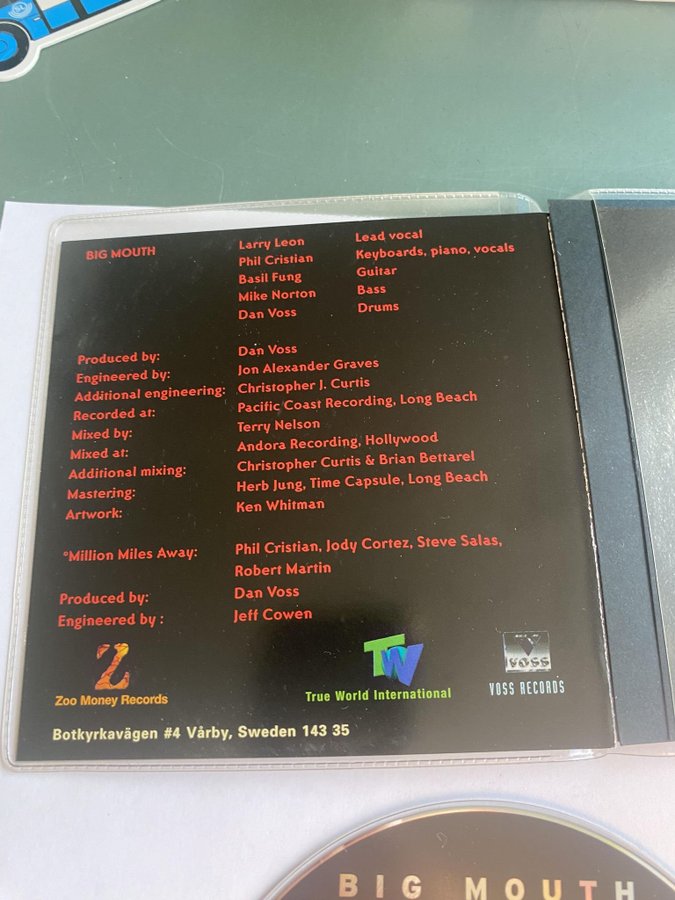 BIG MOUTH Larry Leon Lead vocal
Phil Cristian Keyboards, piano, vocals
Basil Fung Guitar
Mike Norton Bass
Dan Voss Drums
Produced by: Dan Voss
Engineered by: Jon Alexander Graves
Additional engineering: Christopher J. Curtis
Recorded at: Pacific Coast Recording, Long Beach
Mixed by: Terry Nelson
Mixed at: Andora Recording, Hollywood
Additional mixing: Christopher Curtis & Brian Bettarel
Mastering: Herb Jung, Time Capsule, Long Beach
Artwork: Ken Whitman
°Million Miles Away: Phil Cristian, Jody Cortez, Steve Salas,
Robert Martin
Produced by: Dan Voss
Engineered by : Jeff Cowen
Z TW VOSS
Zoo Money Records True World International VOSS RECORDS
Botkyrkavägen #4 Vårby, Sweden 143 35
BIG MOUTH